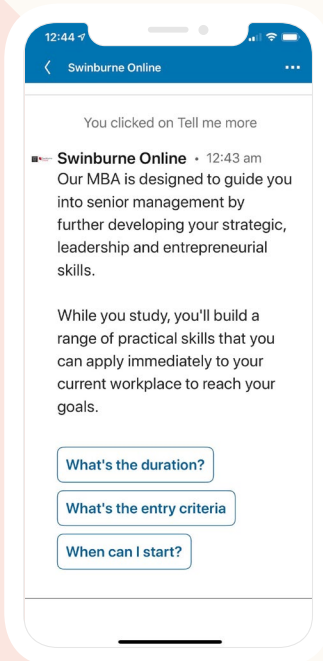 12:44
Swinburne Online
You clicked on Tell me more
Swinburne Online • 12:43 am
Our MBA is designed to guide you
into senior management by
further developing your strategic,
leadership and entrepreneurial
skills.
While you study, you'll build a
range of practical skills that you
can apply immediately to your
current workplace to reach your
goals.
What's the duration?
What's the entry criteria
When can I start?